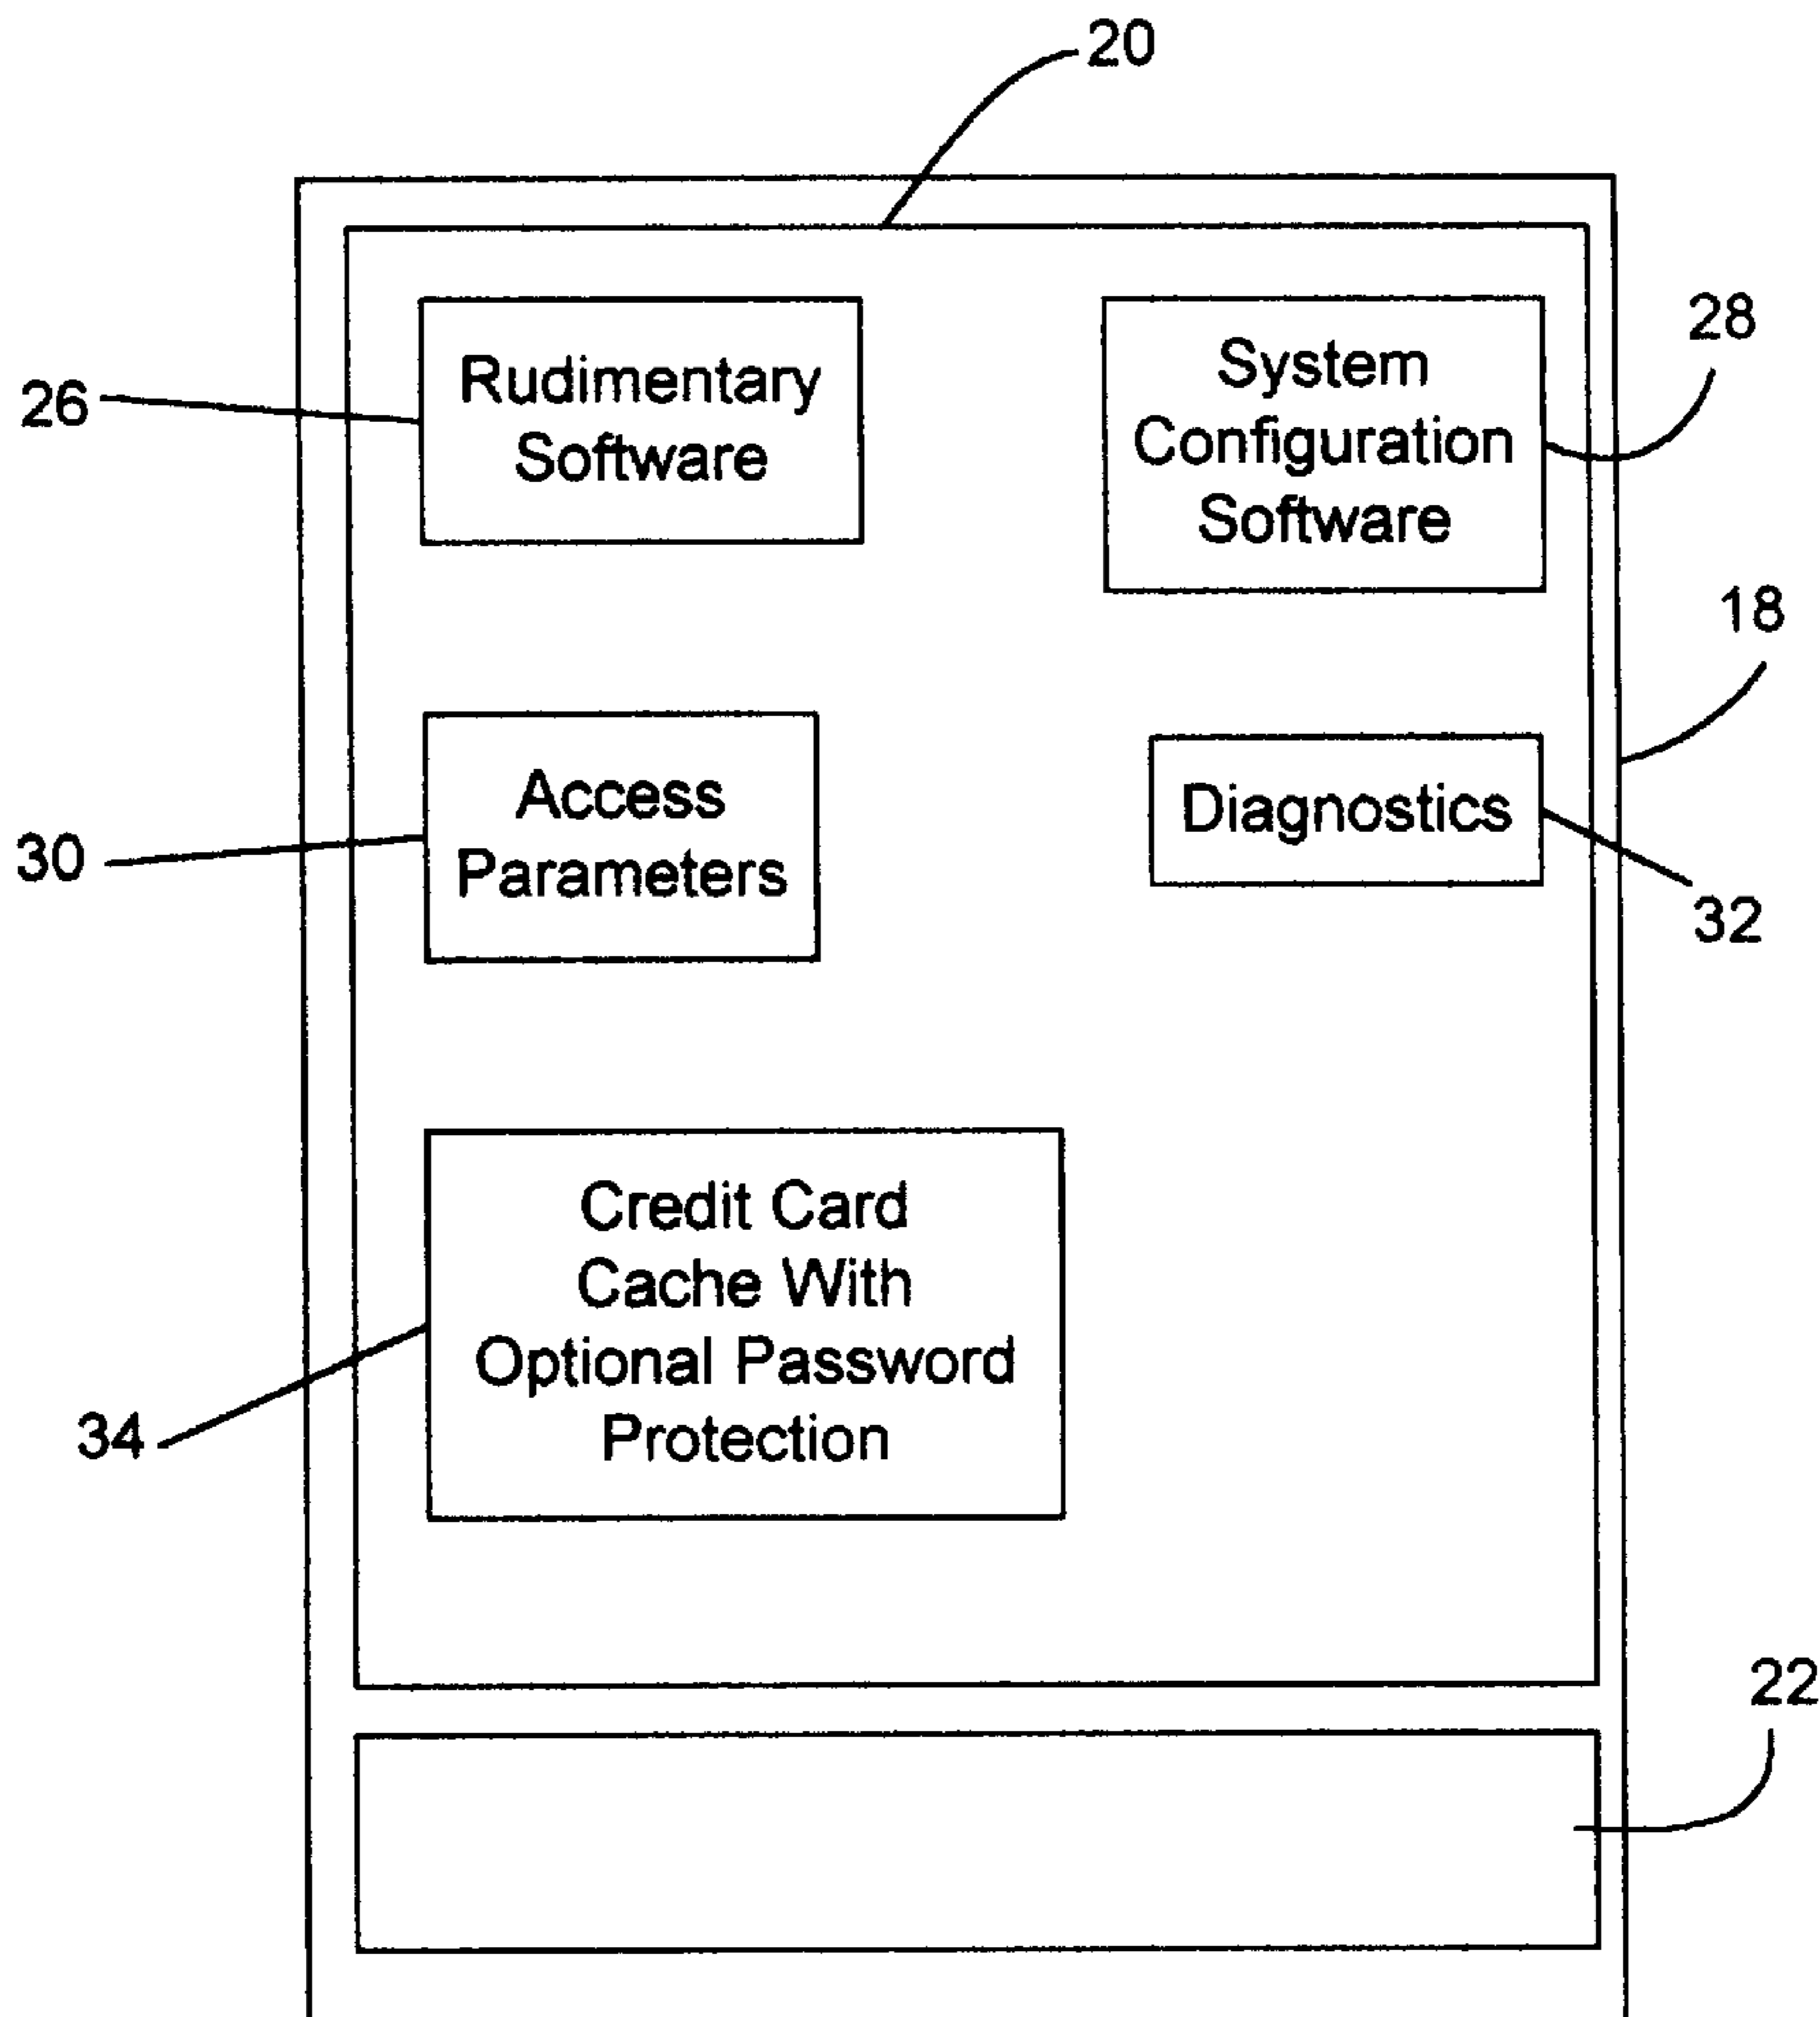 20
Rudimentary
Software
26
System
Configuration
Software
28
18
Access
Parameters
30
Diagnostics
32
Credit Card
Cache With
Optional Password
Protection
34
22